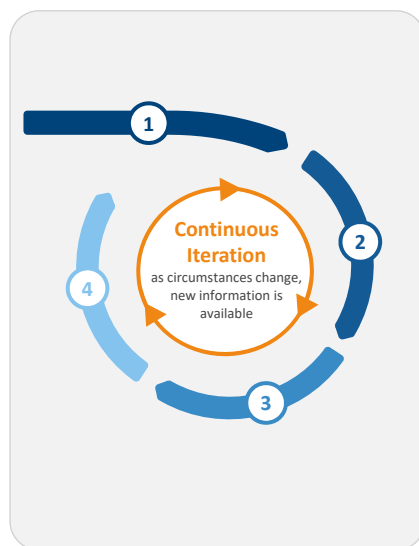 1
2
Continuous
Iteration
as circumstances change,
new information is
available
4
3